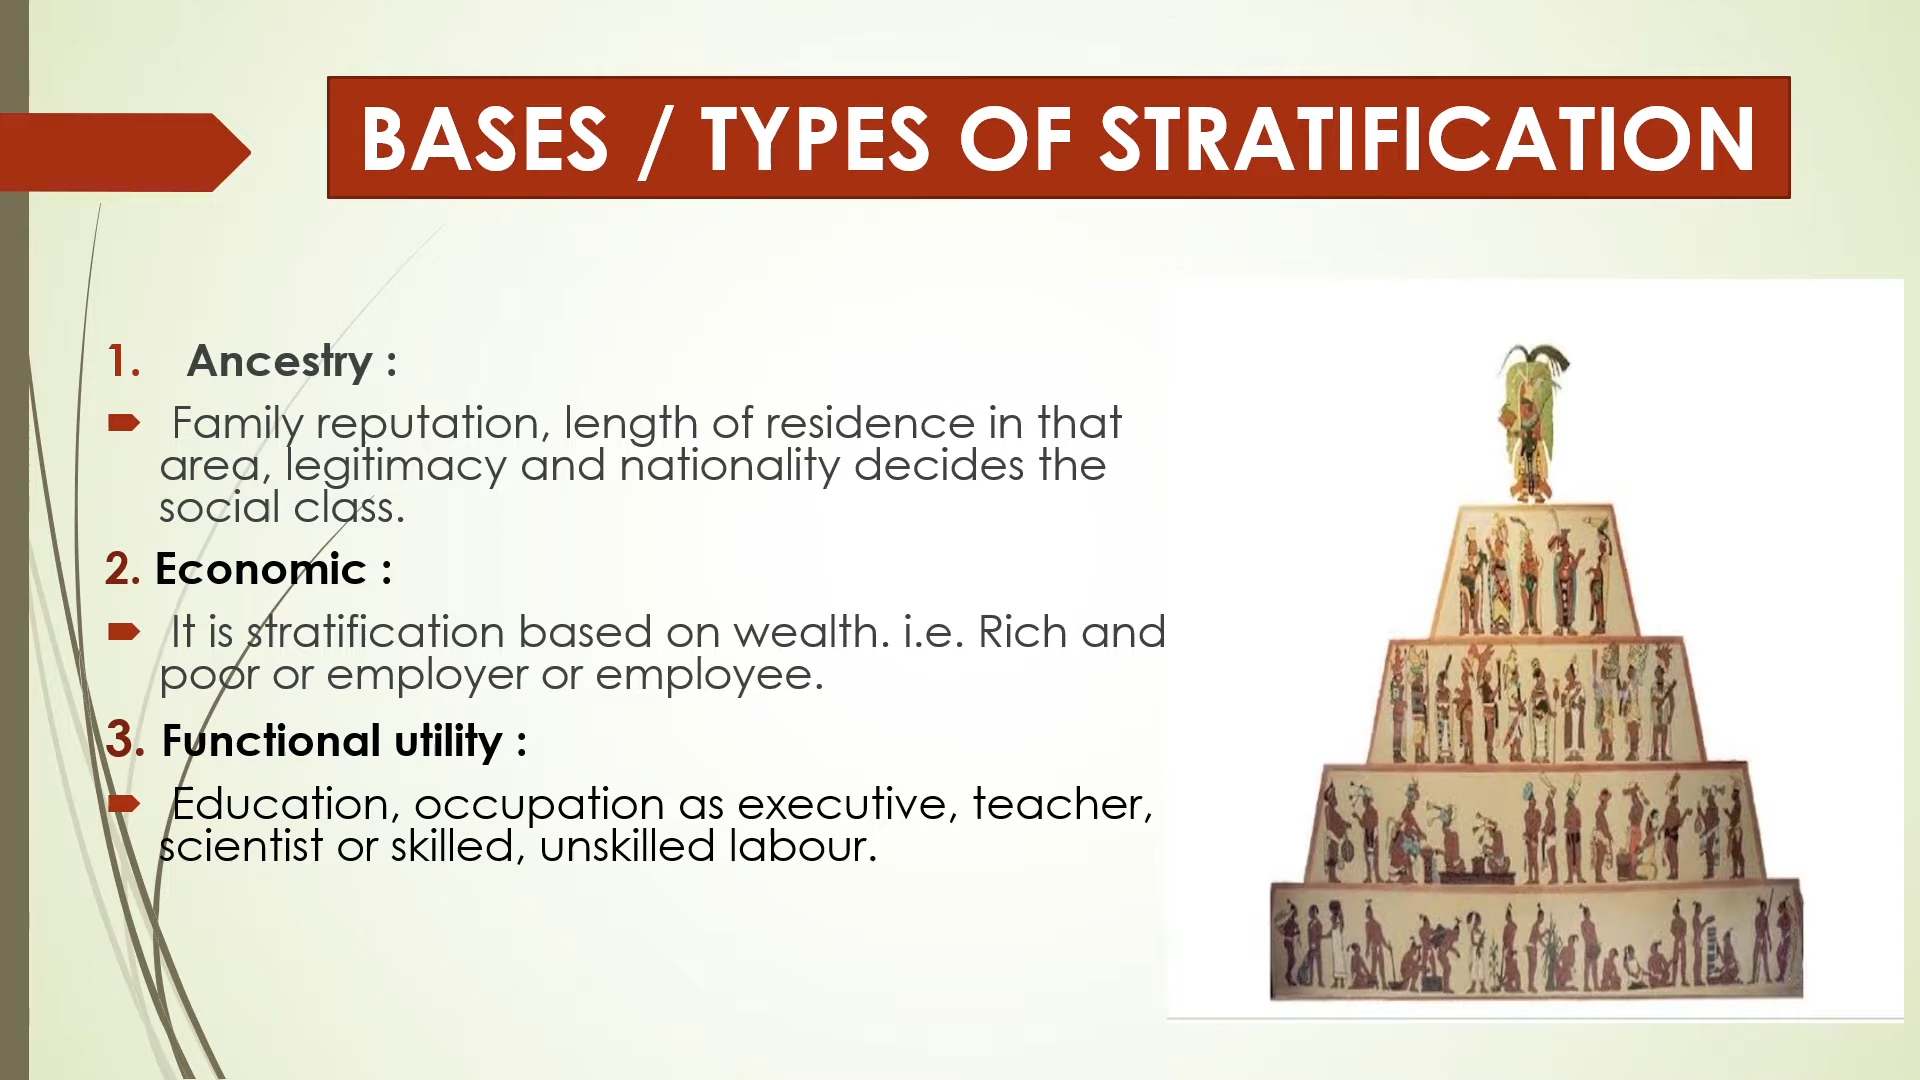 BASES / TYPES OF STRATIFICATION
1. Ancestry :
Family reputation, length of residence in that
area, legitimacy and nationality decides the
social class.
2. Economic :
It is stratification based on wealth. i.e. Rich and
poor or employer or employee.
3. Functional utility :
Education, occupation as executive, teacher,
scientist or skilled, unskilled labour.